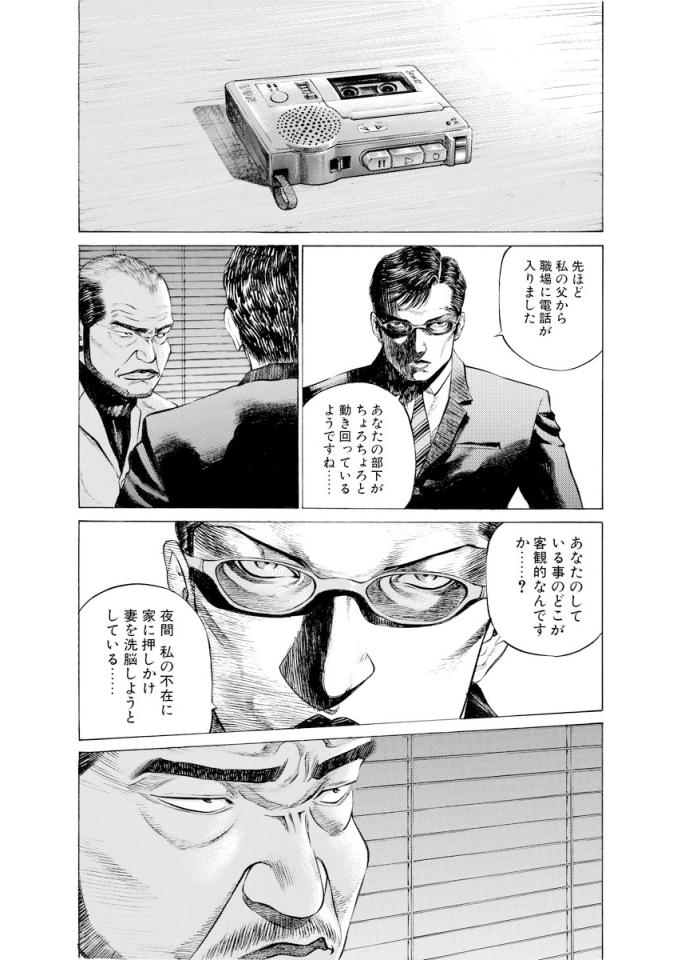 先ほど
私の父から
職場に電話が
入りました
あなたの部下が
ちょろちょろと
動き回っている
ようですね……
あなたのして
いる事のどこが
客観的なんです
か……?
夜間 私の不在に
家に押しかけ
妻を洗脳しようと
している……